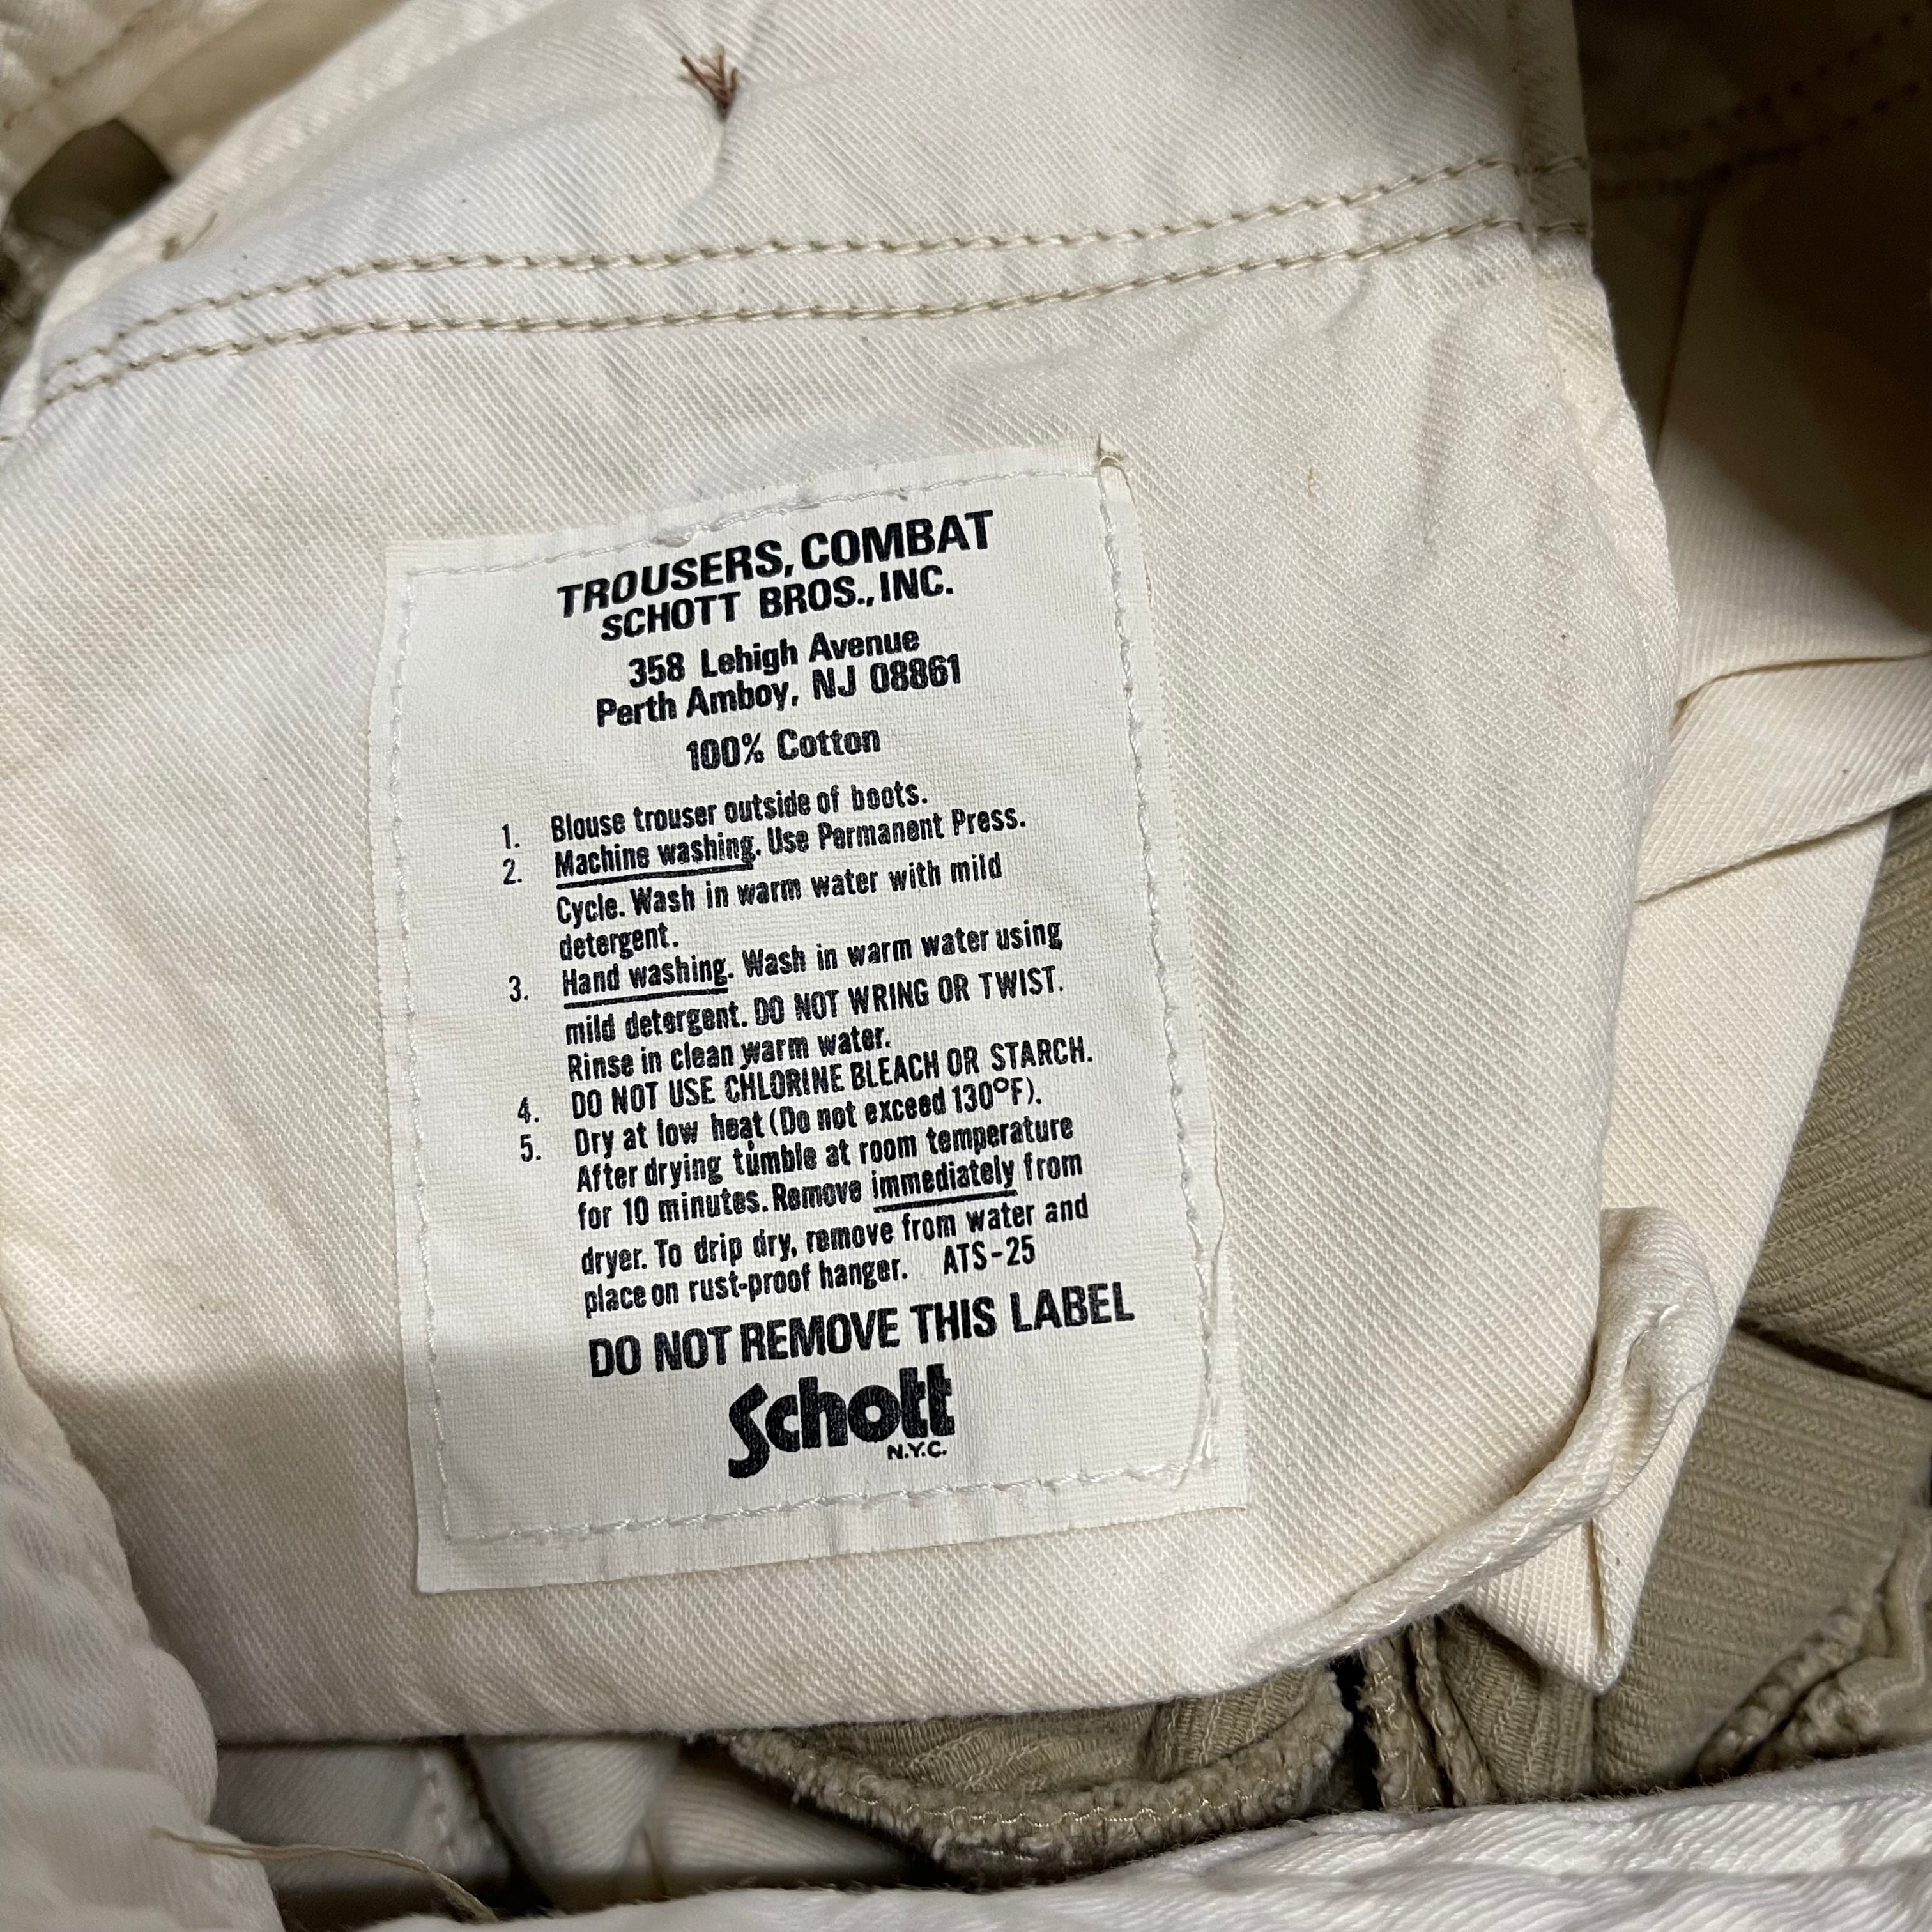 TROUSERS, COMBAT
SCHOTT BROS., INC.
358 Lehigh Avenue
Perth Amboy, NJ 08861
100% Cotton
1. Blouse trouser outside of boots.
2. Machine washing. Use Permanent Press.
Cycle. Wash in warm water with mild
detergent.
3. Hand washing. Wash in warm water using
mild detergent. DO NOT WRING OR TWIST.
Rinse in clean warm water.
4. DO NOT USE CHLORINE BLEACH OR STARCH.
5. Dry at low heat (Do not exceed 130°F).
After drying tumble at room temperature
for 10 minutes. Remove immediately from
dryer. To drip dry, remove from water and
place on rust-proof hanger. ATS-25
DO NOT REMOVE THIS LABEL
Schott
N.Y.C.